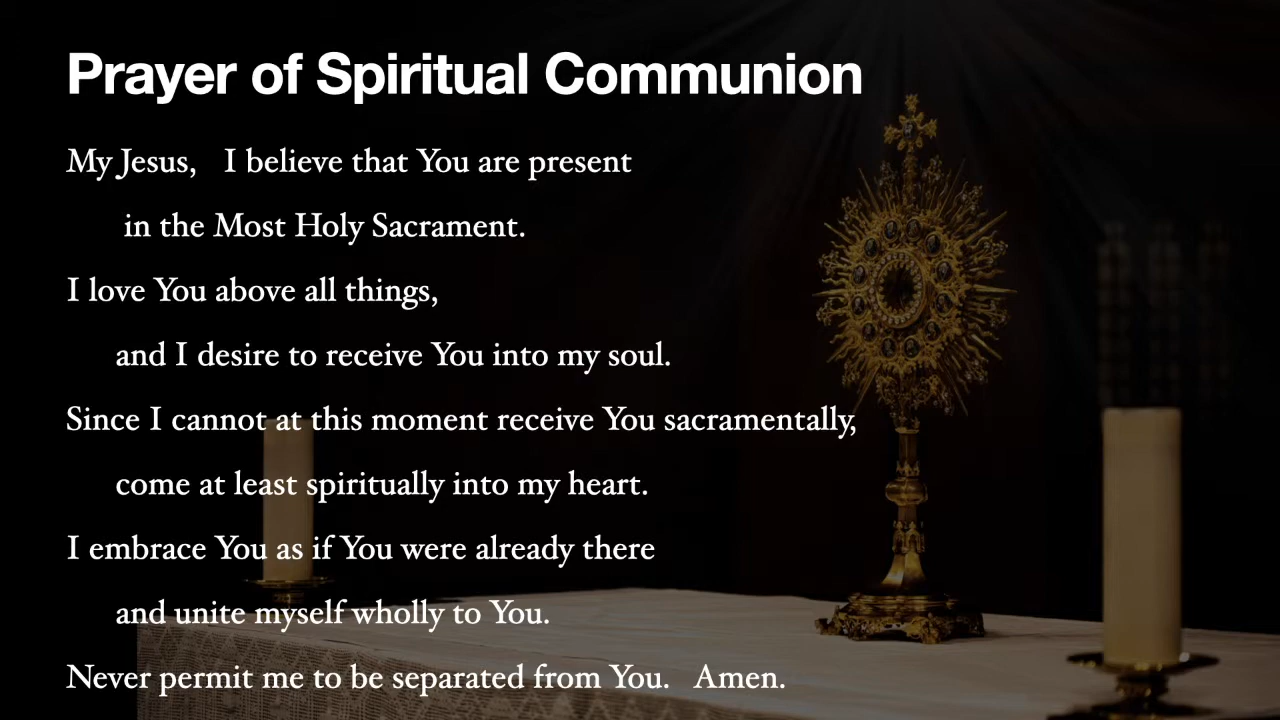 Prayer of Spiritual Communion
My Jesus,   I believe that You are present
in the Most Holy Sacrament.
I love You above all things,
and I desire to receive You into my soul.
Since I cannot at this moment receive You sacramentally,
come at least spiritually into my heart.
I embrace You as if You were already there
and unite myself wholly to You.
Never permit me to be separated from You.   Amen.